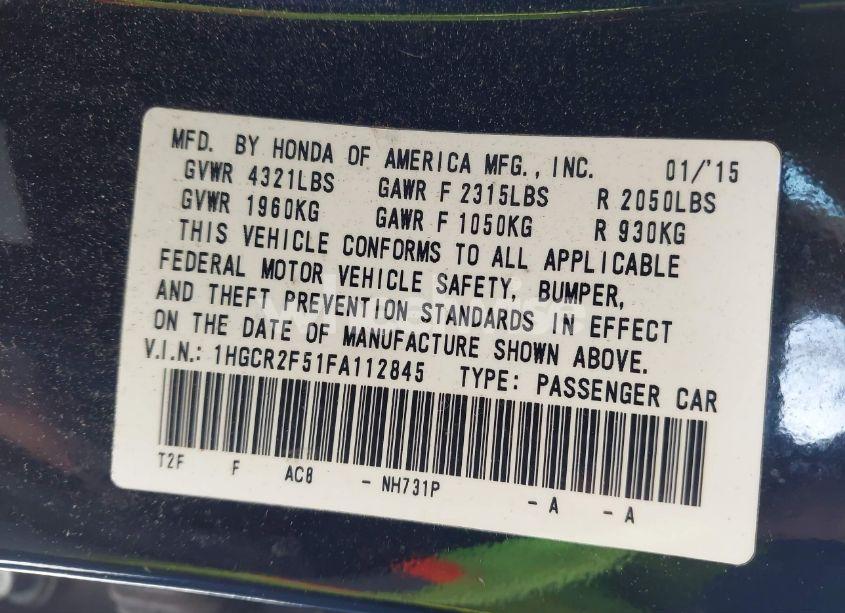 MFD. BY HONDA OF AMERICA MFG., INC. 01/'15
GVWR 4321LBS GAWR F 2315LBS R 2050LBS
GVWR 1960KG GAWR F 1050KG R 930KG
THIS VEHICLE CONFORMS TO ALL APPLICABLE
FEDERAL MOTOR VEHICLE SAFETY, BUMPER,
AND THEFT PREVENTION STANDARDS IN EFFECT
ON THE DATE OF MANUFACTURE SHOWN ABOVE.
V.I.N.: 1HGCR2F51FA112845 TYPE: PASSENGER CAR
T2F F AC8 - NH731P - A - A